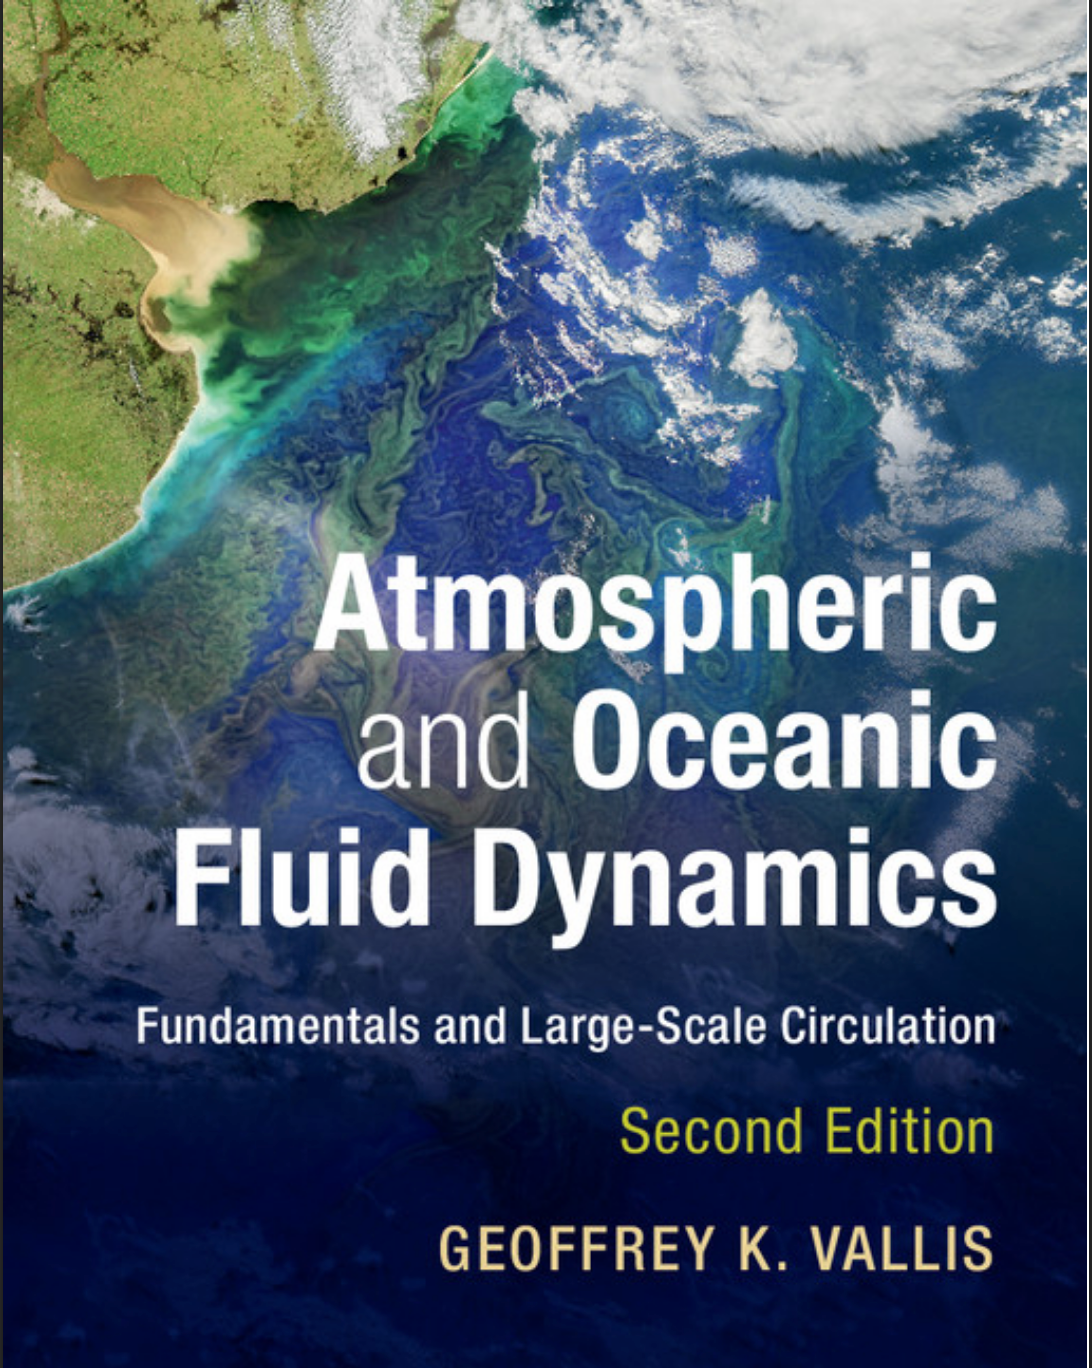 Atmospheric
and Oceanic
Fluid Dynamics
Fundamentals and Large-Scale Circulation
Second Edition
GEOFFREY K. VALLIS